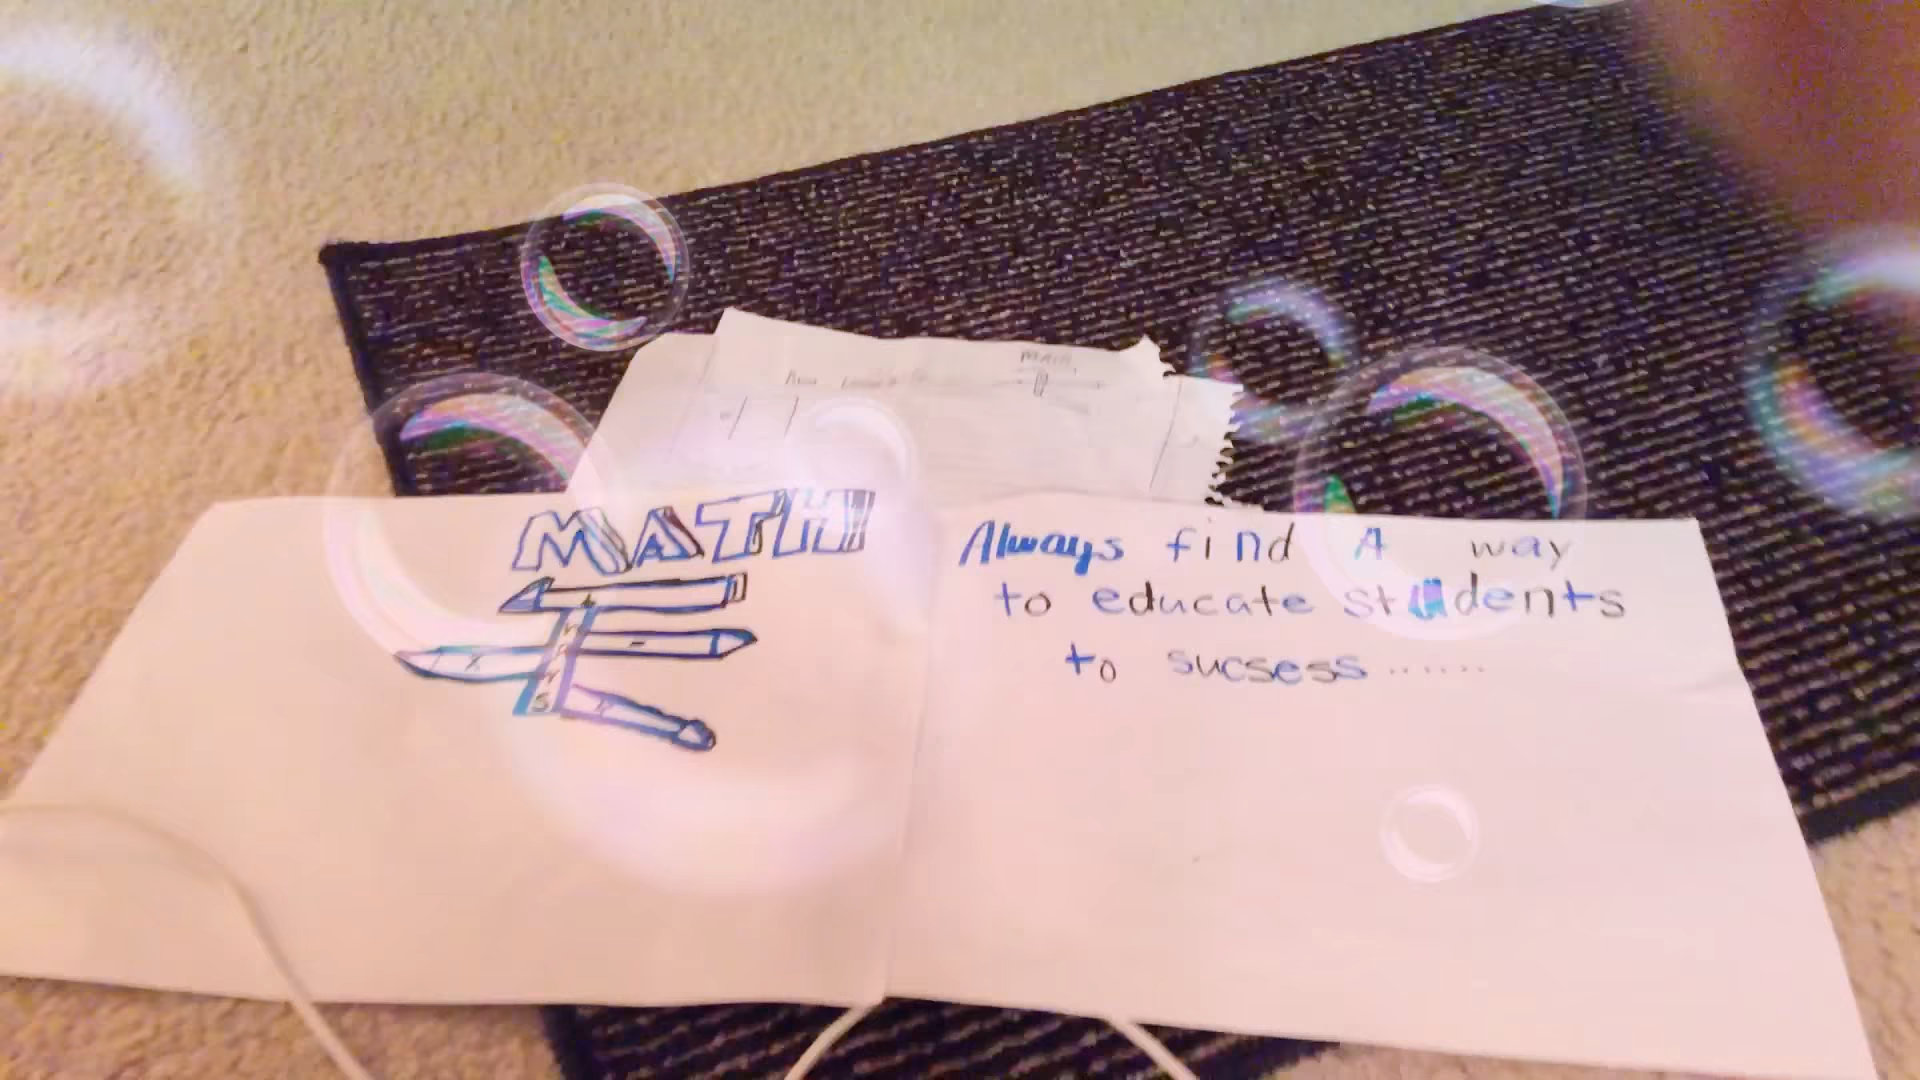 MATH
Always find A way
to educate students
to sucsess.......